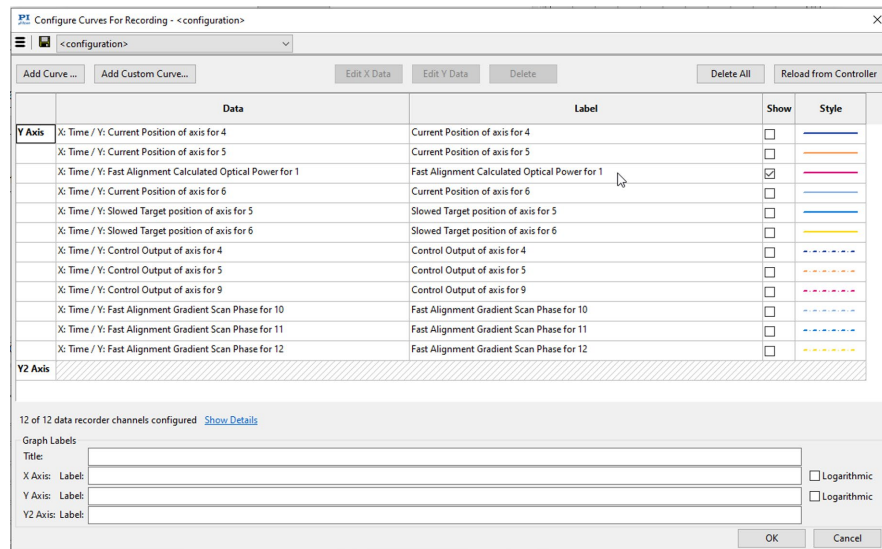 PI Configure Curves For Recording - <configuration>
<configuration>
Add Curve ... Add Custom Curve... Edit X Data Edit Y Data Delete Delete All Reload from Controller
Data Label Show Style
Y Axis X: Time / Y: Current Position of axis for 4 Current Position of axis for 4
X: Time / Y: Current Position of axis for 5 Current Position of axis for 5
X: Time / Y: Fast Alignment Calculated Optical Power for 1 Fast Alignment Calculated Optical Power for 1
X: Time / Y: Current Position of axis for 6 Current Position of axis for 6
X: Time / Y: Slowed Target position of axis for 5 Slowed Target position of axis for 5
X: Time / Y: Slowed Target position of axis for 6 Slowed Target position of axis for 6
X: Time / Y: Control Output of axis for 4 Control Output of axis for 4
X: Time / Y: Control Output of axis for 5 Control Output of axis for 5
X: Time / Y: Control Output of axis for 9 Control Output of axis for 9
X: Time / Y: Fast Alignment Gradient Scan Phase for 10 Fast Alignment Gradient Scan Phase for 10
X: Time / Y: Fast Alignment Gradient Scan Phase for 11 Fast Alignment Gradient Scan Phase for 11
X: Time / Y: Fast Alignment Gradient Scan Phase for 12 Fast Alignment Gradient Scan Phase for 12
Y2 Axis
12 of 12 data recorder channels configured Show Details
Graph Labels
Title:
X Axis: Label: Logarithmic
Y Axis: Label: Logarithmic
Y2 Axis: Label:
OK Cancel